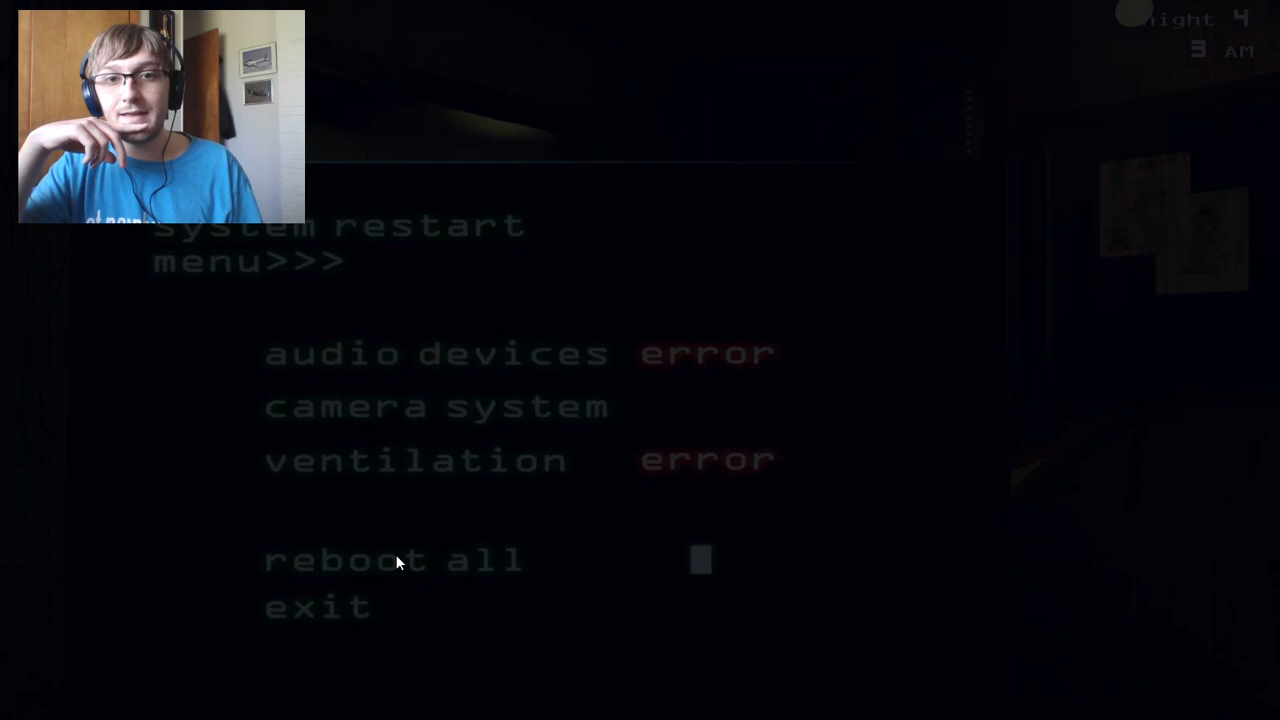 night 4
3 AM
system restart
menu>>>
audio devices error
camera system
ventilation error
reboot all
exit